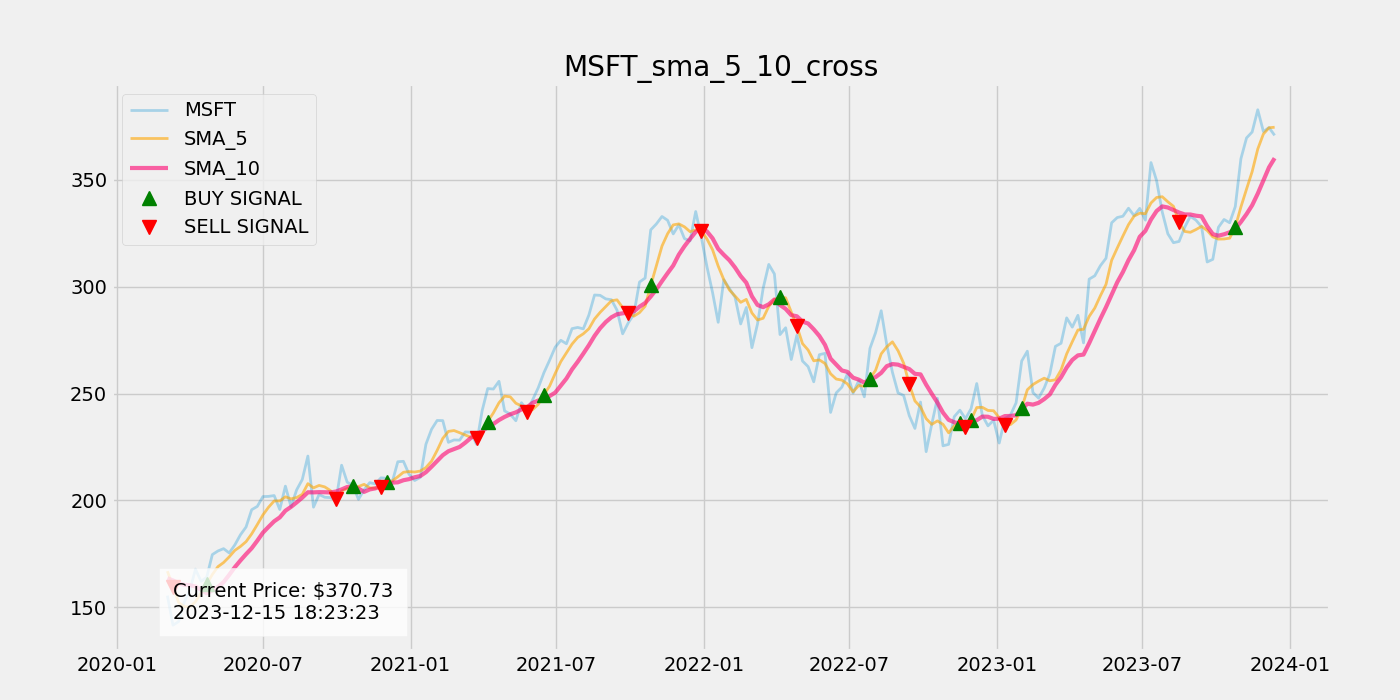 MSFT_sma_5_10_cross
MSFT
SMA_5
SMA_10
BUY SIGNAL
SELL SIGNAL
350
300
250
200
150
Current Price: $370.73
2023-12-15 18:23:23
2020-01 2020-07 2021-01 2021-07 2022-01 2022-07 2023-01 2023-07 2024-01